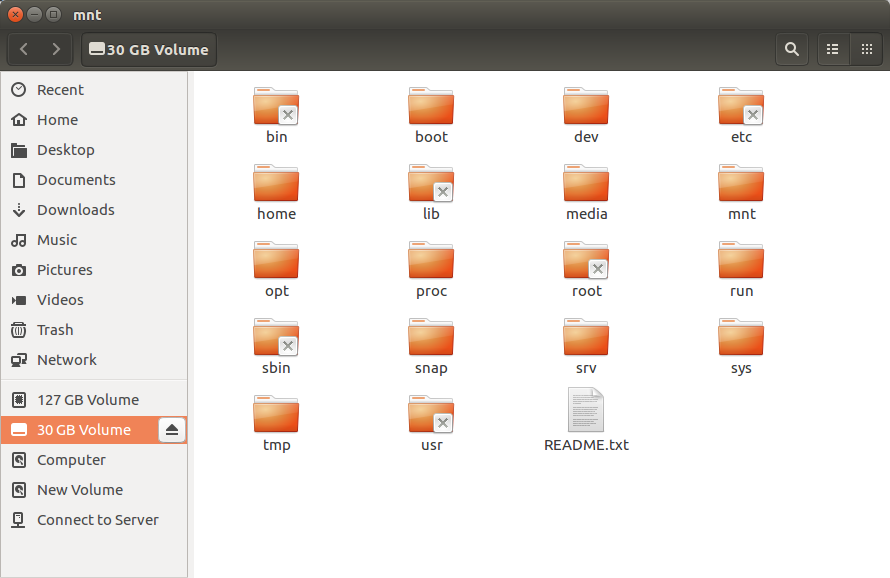 mnt
30 GB Volume
Recent
Home
Desktop
Documents
Downloads
Music
Pictures
Videos
Trash
Network
127 GB Volume
30 GB Volume
Computer
New Volume
Connect to Server
bin boot dev etc
home lib media mnt
opt proc root run
sbin snap srv sys
tmp usr README.txt